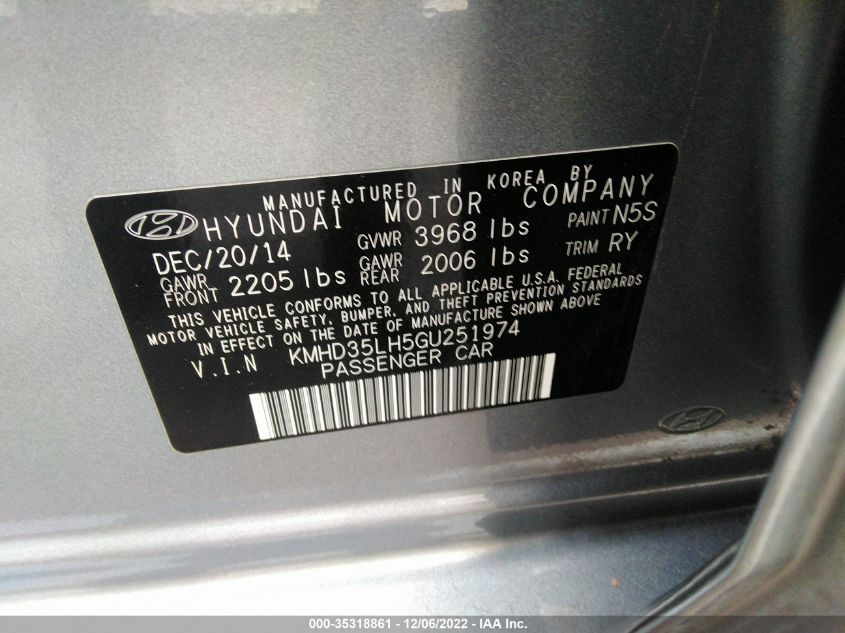 MANUFACTURED IN KOREA BY
HYUNDAI MOTOR COMPANY
DEC/20/14 GVWR 3968 lbs PAINT N5S
GAWR FRONT 2205 lbs GAWR REAR 2006 lbs TRIM RY
THIS VEHICLE CONFORMS TO ALL APPLICABLE U.S.A. FEDERAL
MOTOR VEHICLE SAFETY, BUMPER, AND THEFT PREVENTION STANDARDS
IN EFFECT ON THE DATE OF MANUFACTURE SHOWN ABOVE
V.I.N KMHD35LH5GU251974
PASSENGER CAR
000-35318861 - 12/06/2022 - IAA Inc.